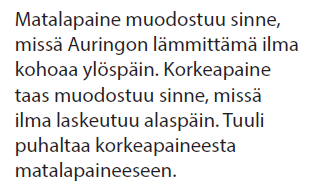 Matalapaine muodostuu sinne,
missä Auringon lämmittämä ilma
kohoaa ylöspäin. Korkeapaine
taas muodostuu sinne, missä
ilma laskeutuu alaspäin. Tuuli
puhaltaa korkeapaineesta
matalapaineeseen.